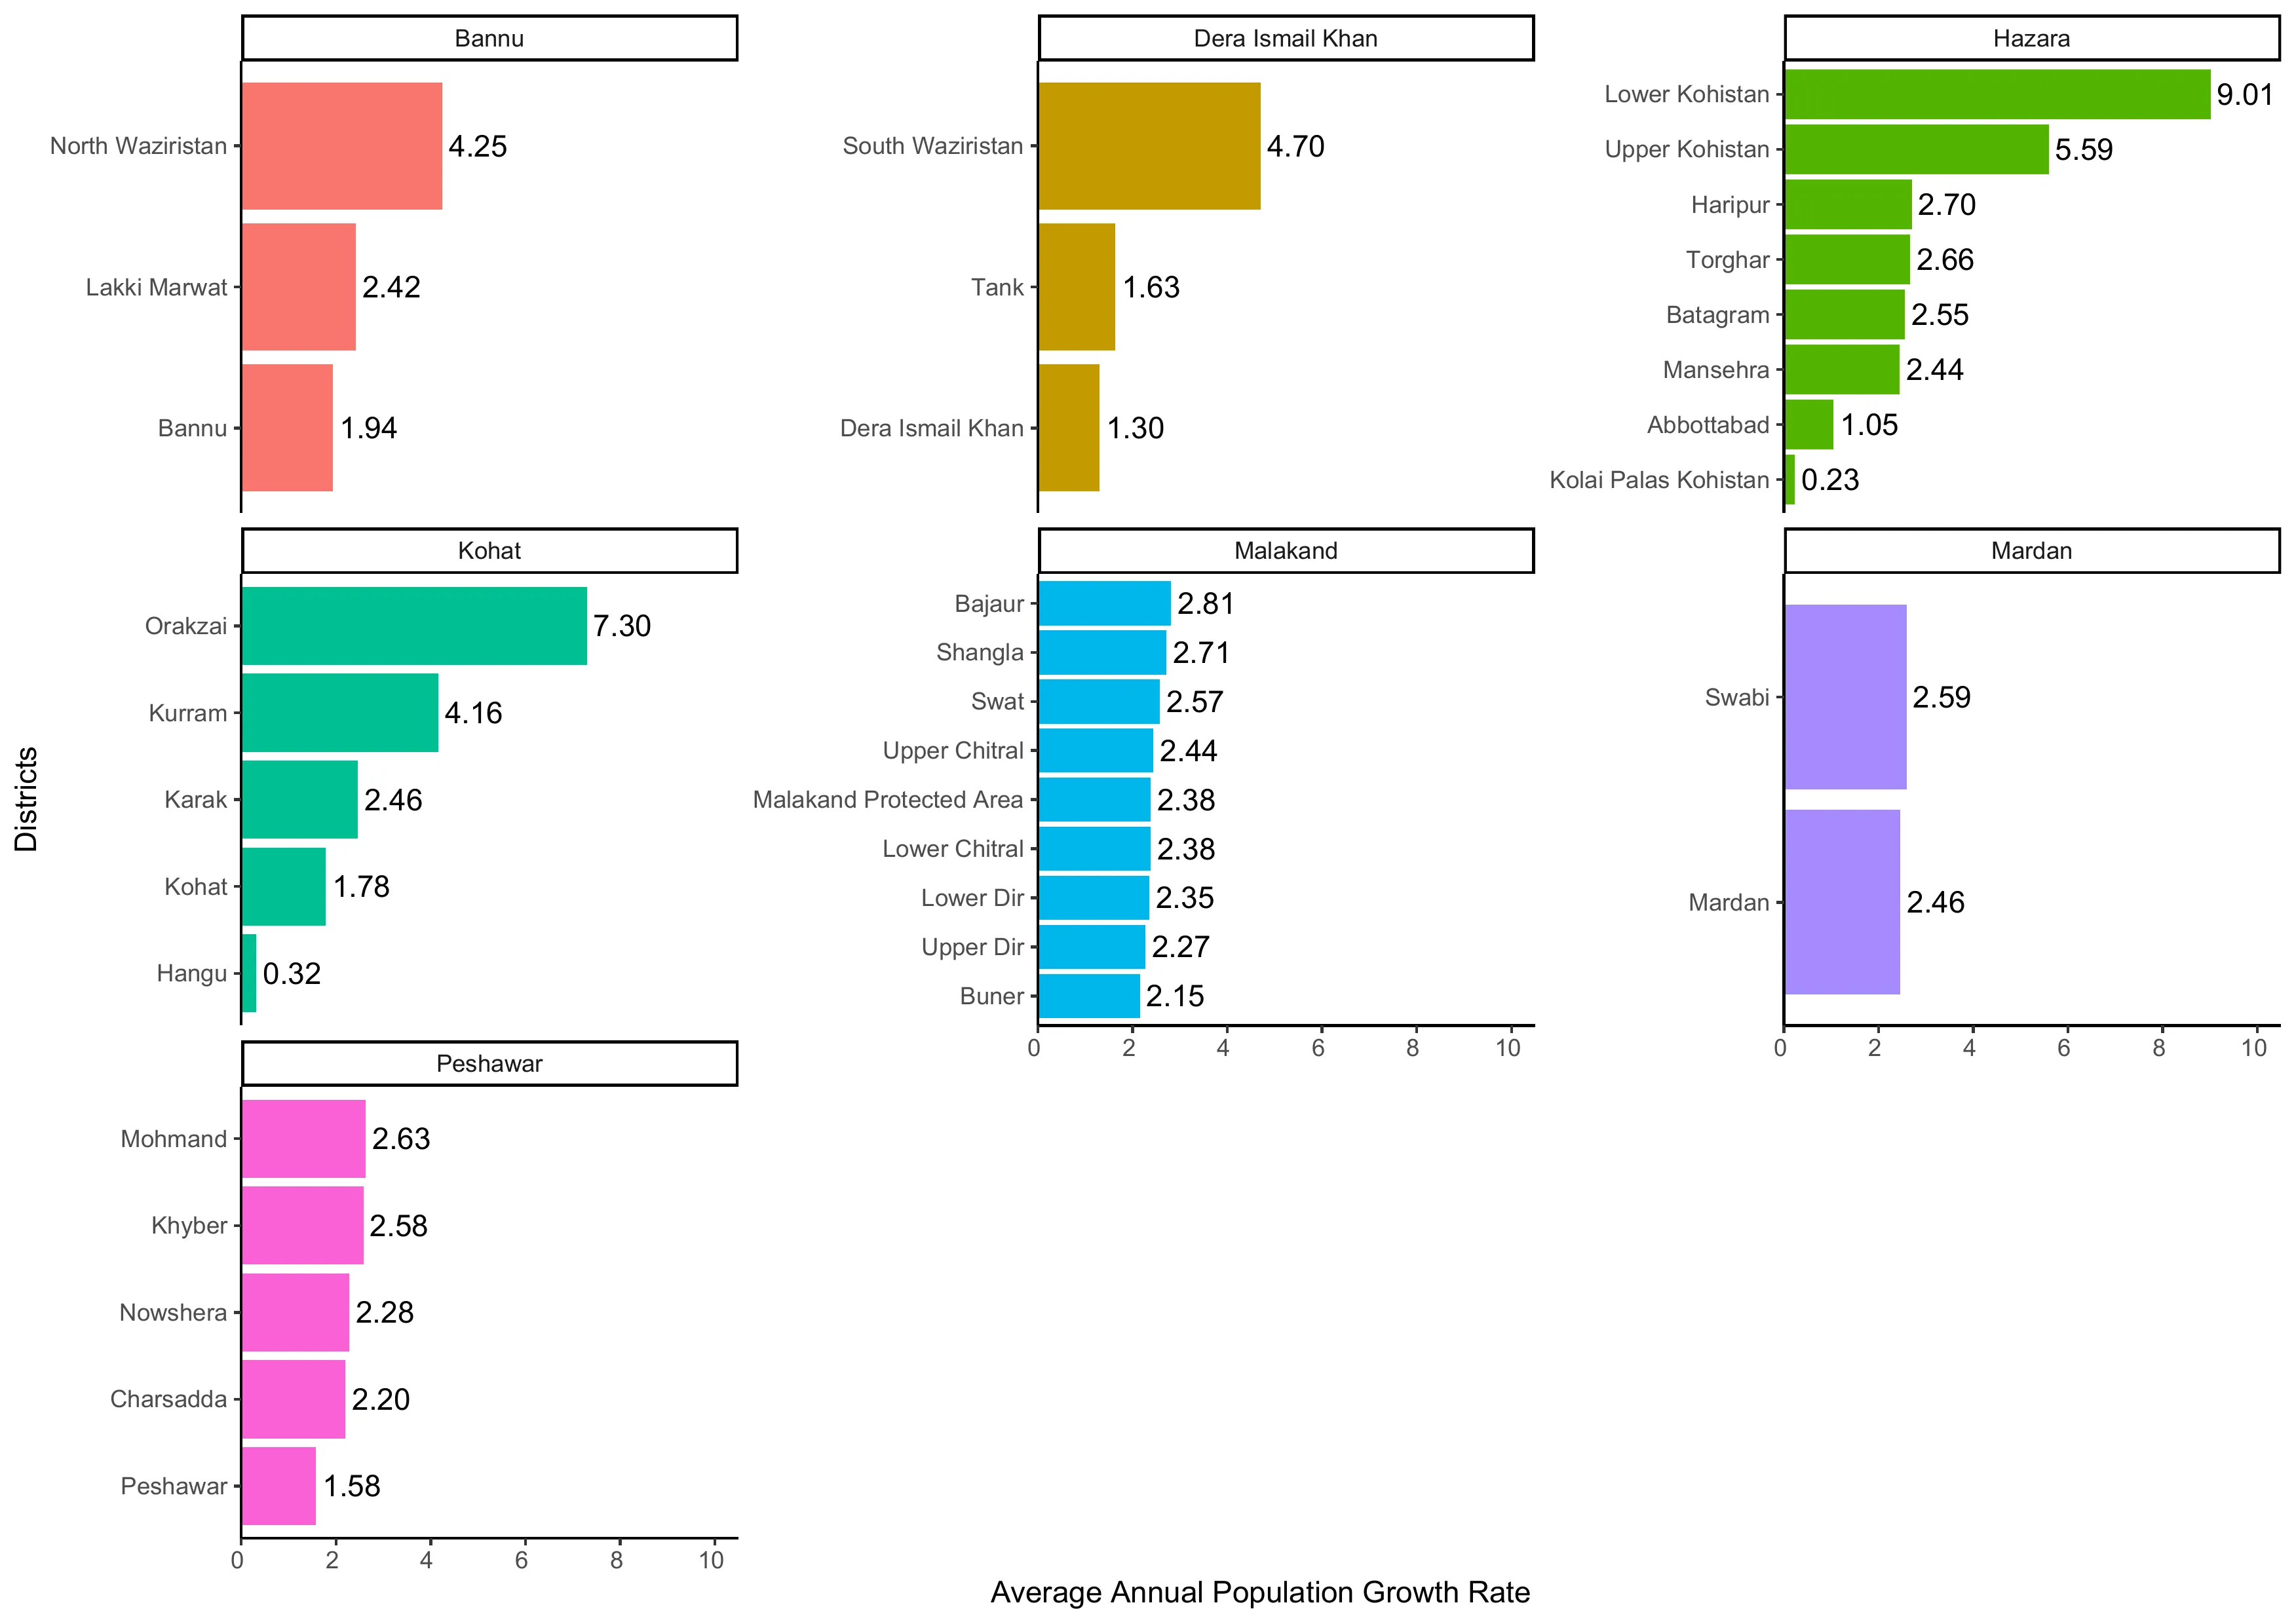 Bannu
North Waziristan 4.25
Lakki Marwat 2.42
Bannu 1.94
Dera Ismail Khan
South Waziristan 4.70
Tank 1.63
Dera Ismail Khan 1.30
Hazara
Lower Kohistan 9.01
Upper Kohistan 5.59
Haripur 2.70
Torghar 2.66
Batagram 2.55
Mansehra 2.44
Abbottabad 1.05
Kolai Palas Kohistan 0.23
Kohat
Orakzai 7.30
Kurram 4.16
Karak 2.46
Kohat 1.78
Hangu 0.32
Malakand
Bajaur 2.81
Shangla 2.71
Swat 2.57
Upper Chitral 2.44
Malakand Protected Area 2.38
Lower Chitral 2.38
Lower Dir 2.35
Upper Dir 2.27
Buner 2.15
0 2 4 6 8 10
Mardan
Swabi 2.59
Mardan 2.46
0 2 4 6 8 10
Peshawar
Mohmand 2.63
Khyber 2.58
Nowshera 2.28
Charsadda 2.20
Peshawar 1.58
0 2 4 6 8 10
Districts
Average Annual Population Growth Rate